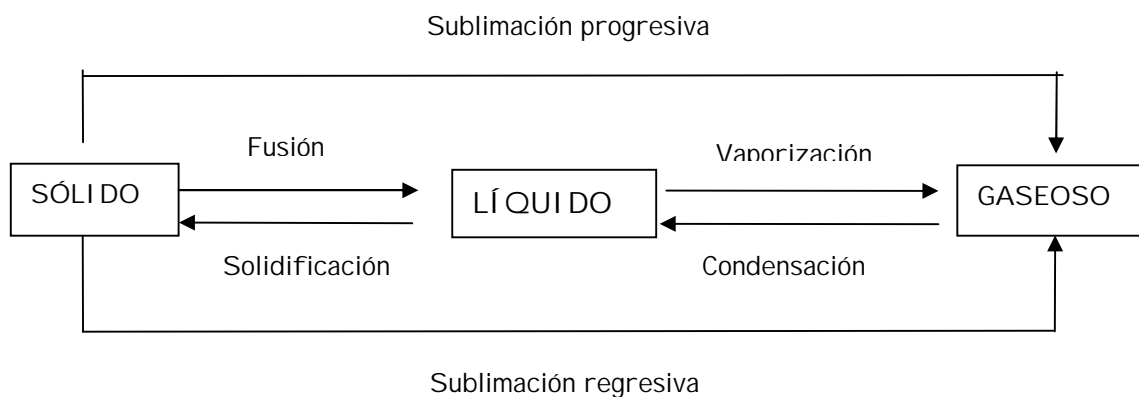 Sublimación progresiva
Fusión
Vaporización
SÓLIDO
LÍQUIDO
GASEOSO
Solidificación
Condensación
Sublimación regresiva